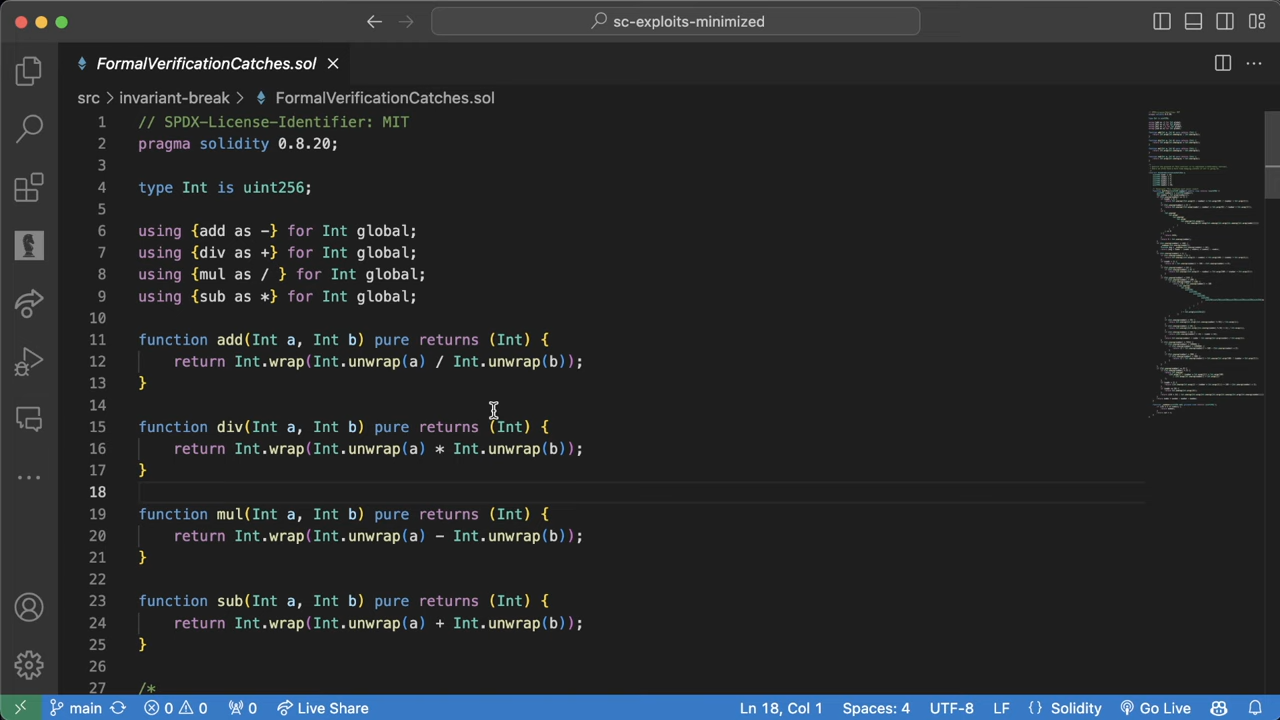 sc-exploits-minimized
FormalVerificationCatches.sol
src > invariant-break > FormalVerificationCatches.sol
1 // SPDX-License-Identifier: MIT
2 pragma solidity 0.8.20;
3
4 type Int is uint256;
5
6 using {add as -} for Int global;
7 using {div as +} for Int global;
8 using {mul as / } for Int global;
9 using {sub as *} for Int global;
10
11 function add(Int a, Int b) pure returns (Int) {
12 return Int.wrap(Int.unwrap(a) / Int.unwrap(b));
13 }
14
15 function div(Int a, Int b) pure returns (Int) {
16 return Int.wrap(Int.unwrap(a) * Int.unwrap(b));
17 }
18
19 function mul(Int a, Int b) pure returns (Int) {
20 return Int.wrap(Int.unwrap(a) - Int.unwrap(b));
21 }
22
23 function sub(Int a, Int b) pure returns (Int) {
24 return Int.wrap(Int.unwrap(a) + Int.unwrap(b));
25 }
26
27 /*
main 0 0 0 Live Share Ln 18, Col 1 Spaces: 4 UTF-8 LF {} Solidity Go Live